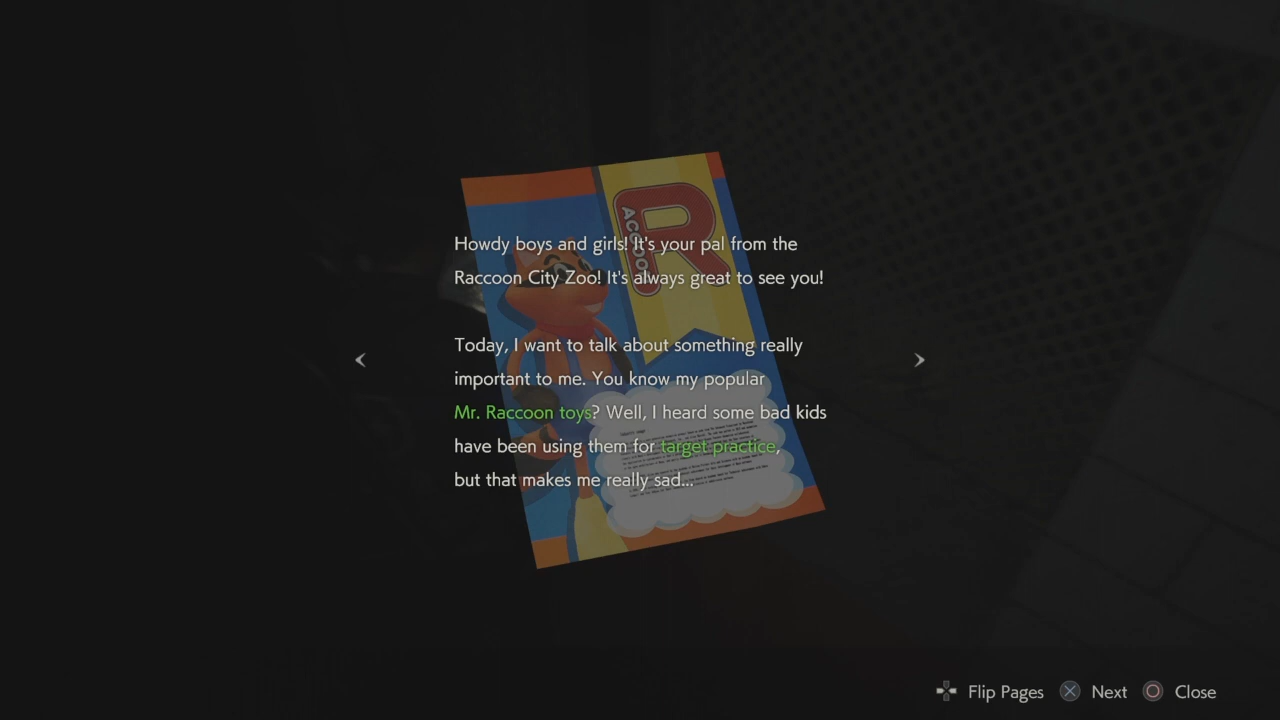 RACCOON
Howdy boys and girls! It's your pal from the
Raccoon City Zoo! It's always great to see you!
Today, I want to talk about something really
important to me. You know my popular
Mr. Raccoon toys? Well, I heard some bad kids
have been using them for target practice,
but that makes me really sad...
Flip Pages Next Close